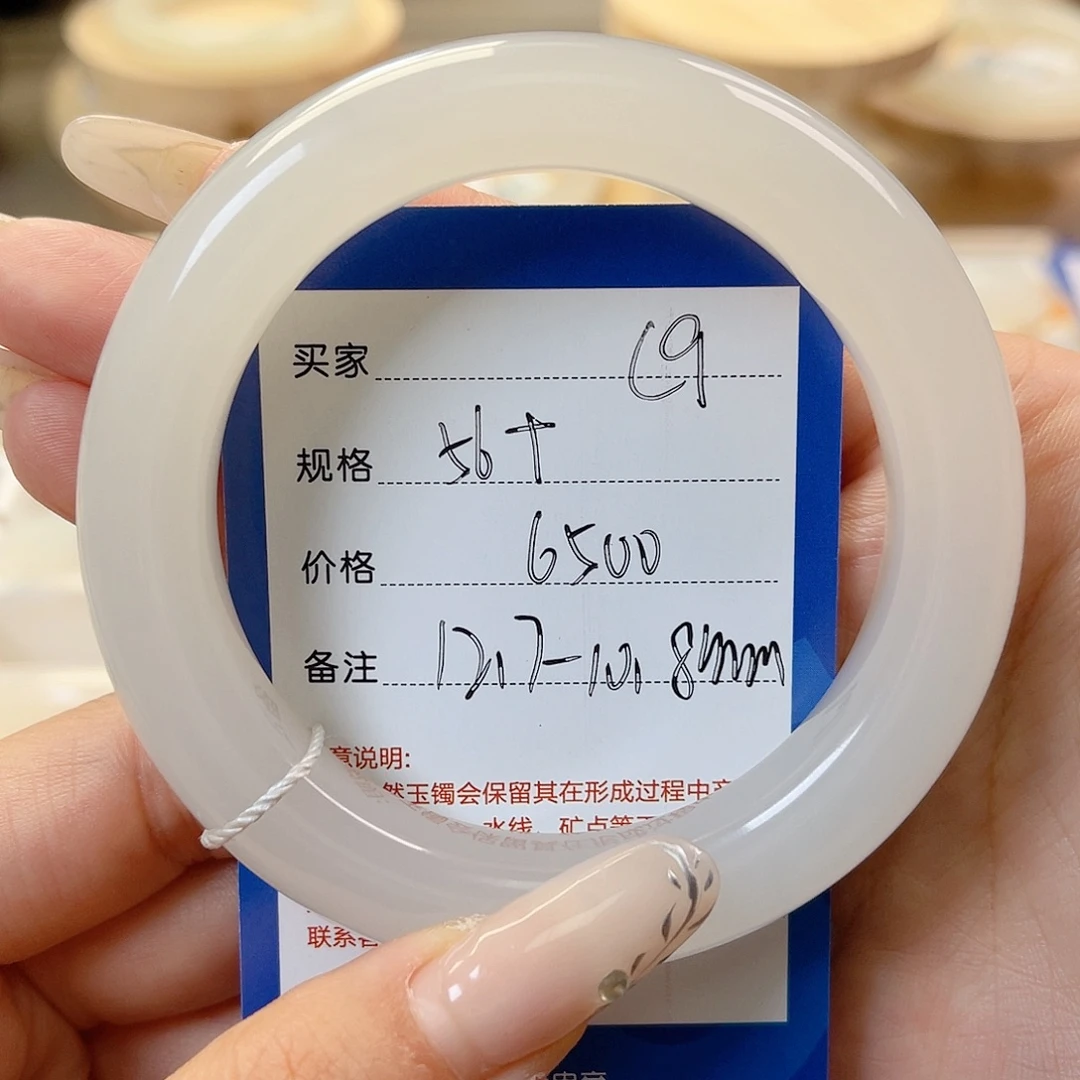 买家 C9
规格 56+
价格 6500
备注 12.7-10.8mm
意说明:
然玉镯会保留其在形成过程中
水线、矿点等
联系